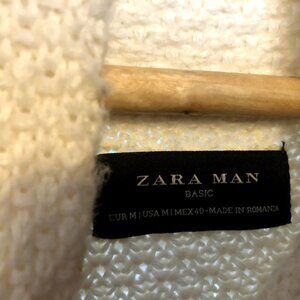 ZARA MAN
BASIC
EUR M | USA M | MEX 40 - MADE IN ROMANIA